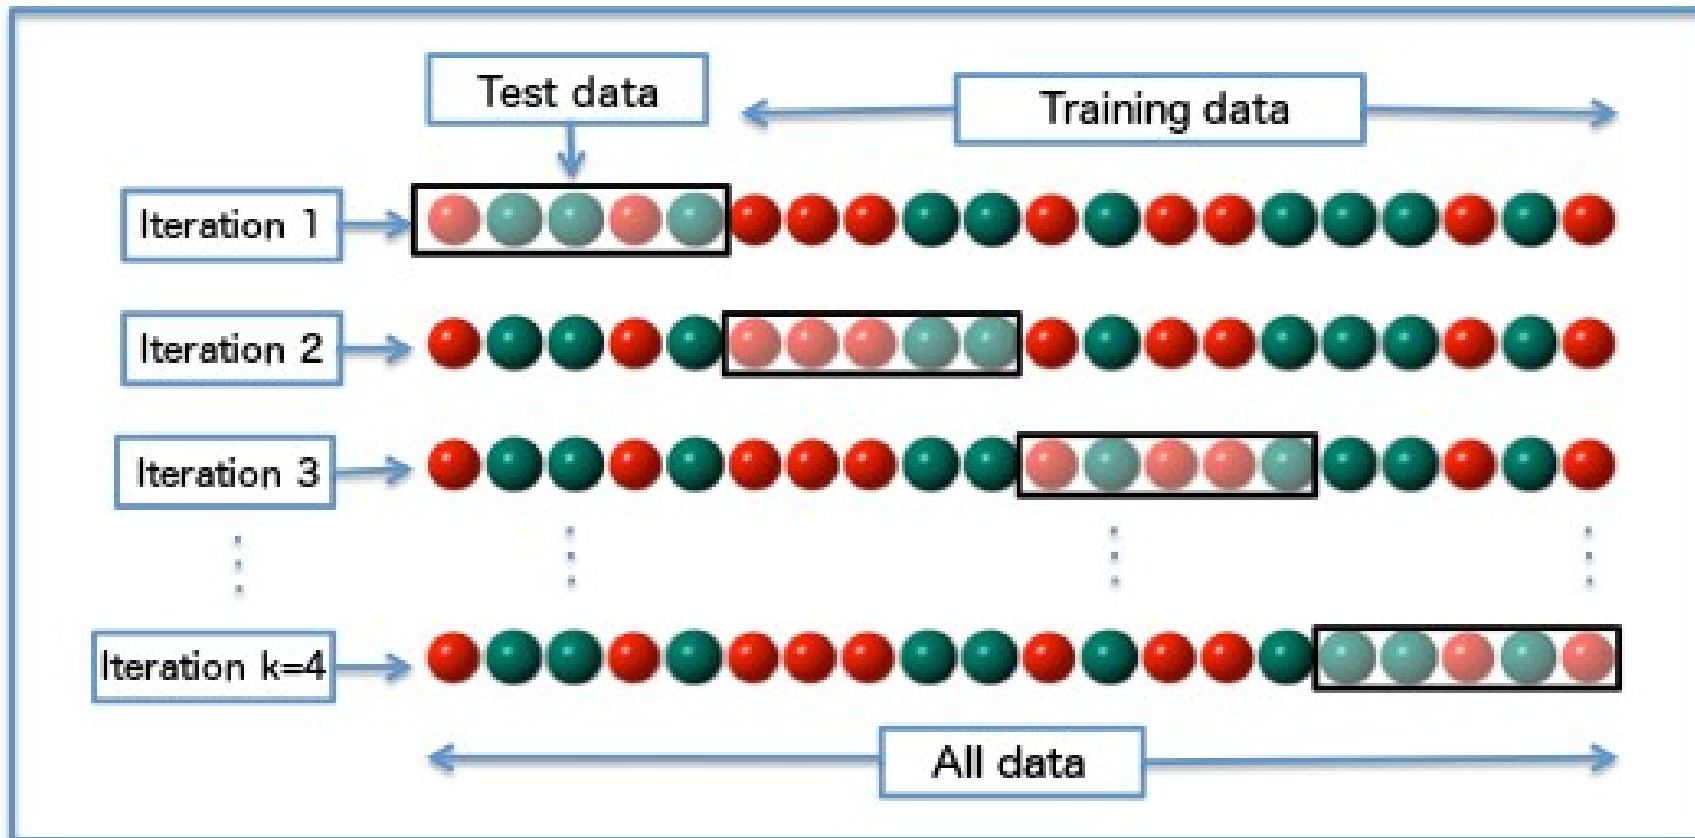 Test data
Training data
Iteration 1
Iteration 2
Iteration 3
Iteration k=4
All data